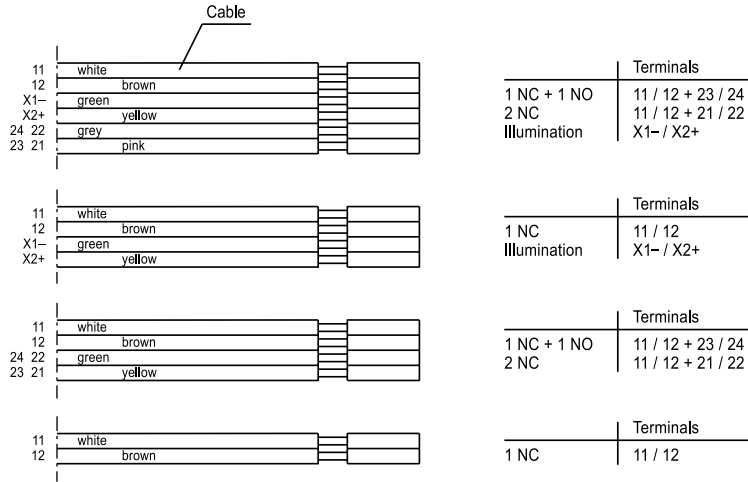 Cable
11 white
12 brown
X1– green
X2+ yellow
24 22 grey
23 21 pink
Terminals
1 NC + 1 NO 11 / 12 + 23 / 24
2 NC 11 / 12 + 21 / 22
Illumination X1– / X2+
11 white
12 brown
X1– green
X2+ yellow
Terminals
1 NC 11 / 12
Illumination X1– / X2+
11 white
12 brown
24 22 green
23 21 yellow
Terminals
1 NC + 1 NO 11 / 12 + 23 / 24
2 NC 11 / 12 + 21 / 22
11 white
12 brown
Terminals
1 NC 11 / 12